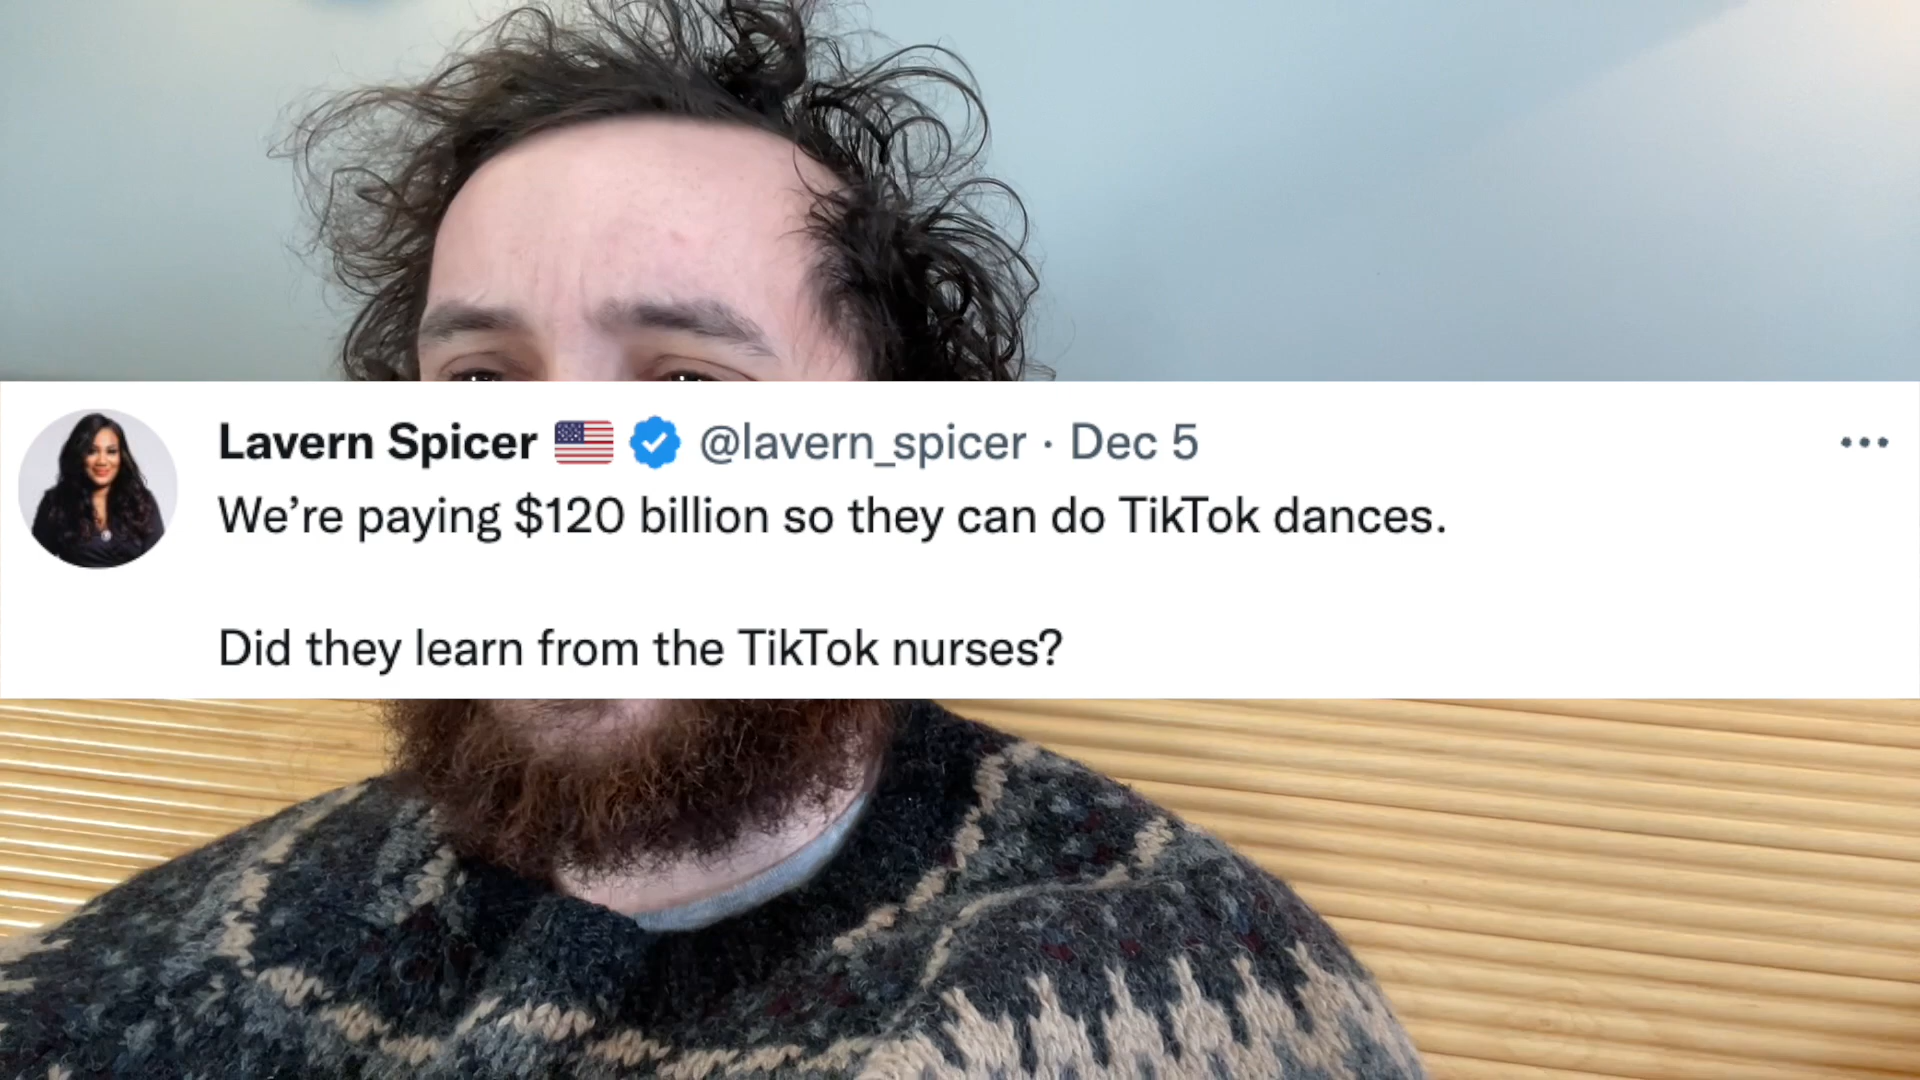 Lavern Spicer 🇺🇸 @lavern_spicer · Dec 5
We’re paying $120 billion so they can do TikTok dances.
Did they learn from the TikTok nurses?